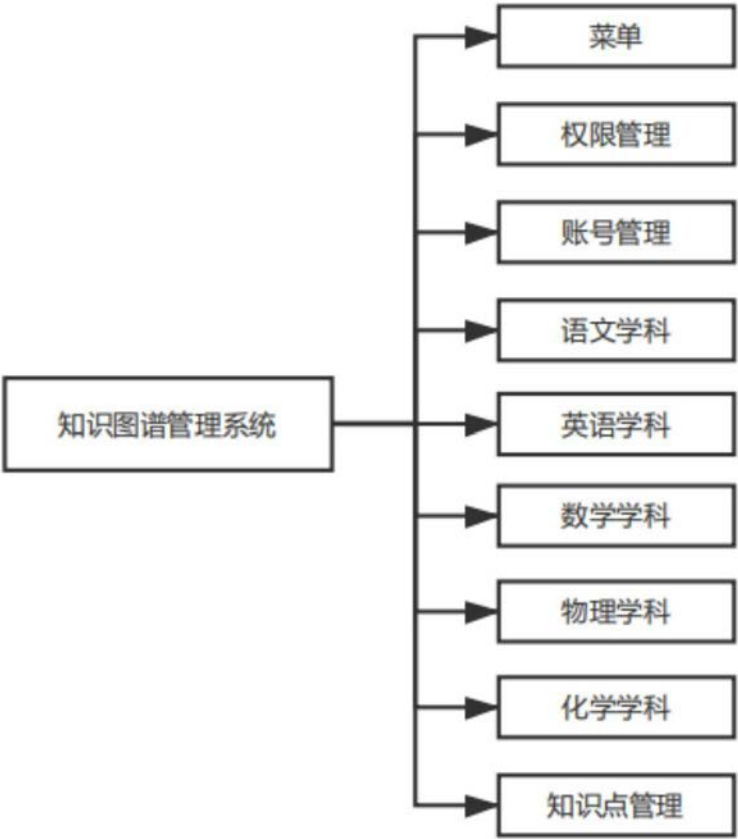 菜单
权限管理
账号管理
语文学科
知识图谱管理系统
英语学科
数学学科
物理学科
化学学科
知识点管理